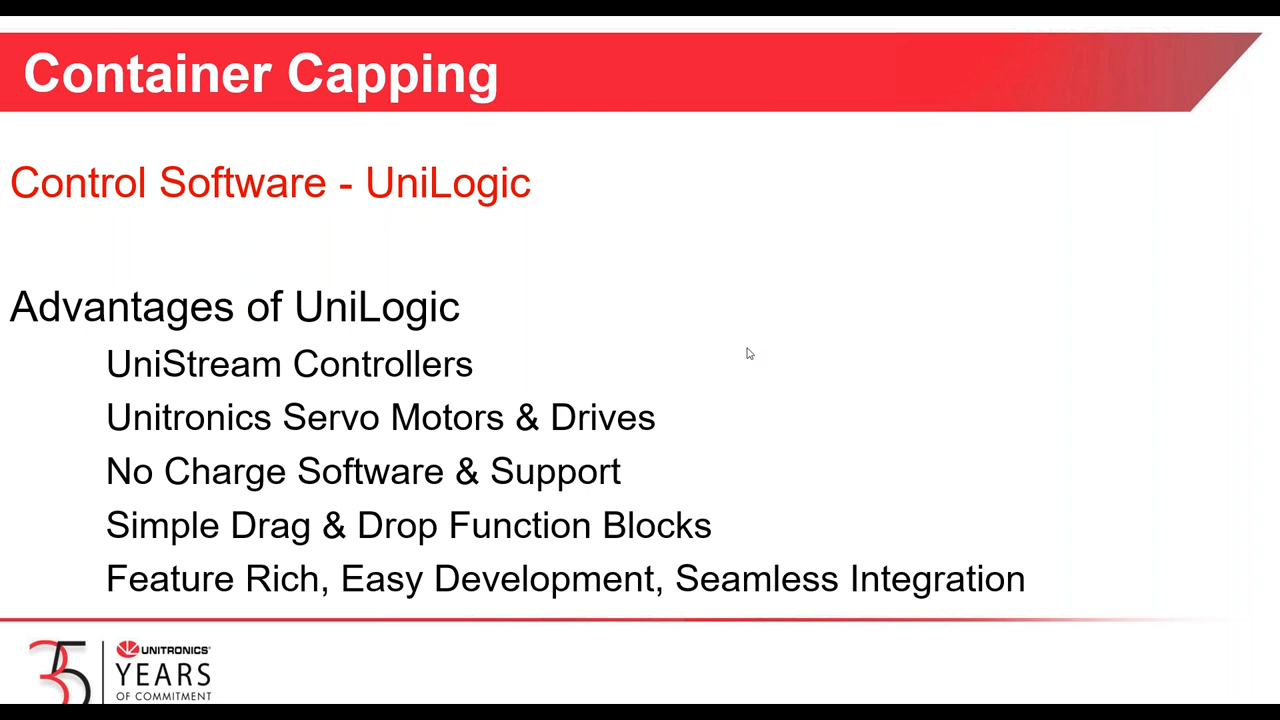 Container Capping
Control Software - UniLogic
Advantages of UniLogic
UniStream Controllers
Unitronics Servo Motors & Drives
No Charge Software & Support
Simple Drag & Drop Function Blocks
Feature Rich, Easy Development, Seamless Integration
35
UNITRONICS®
YEARS
OF COMMITMENT